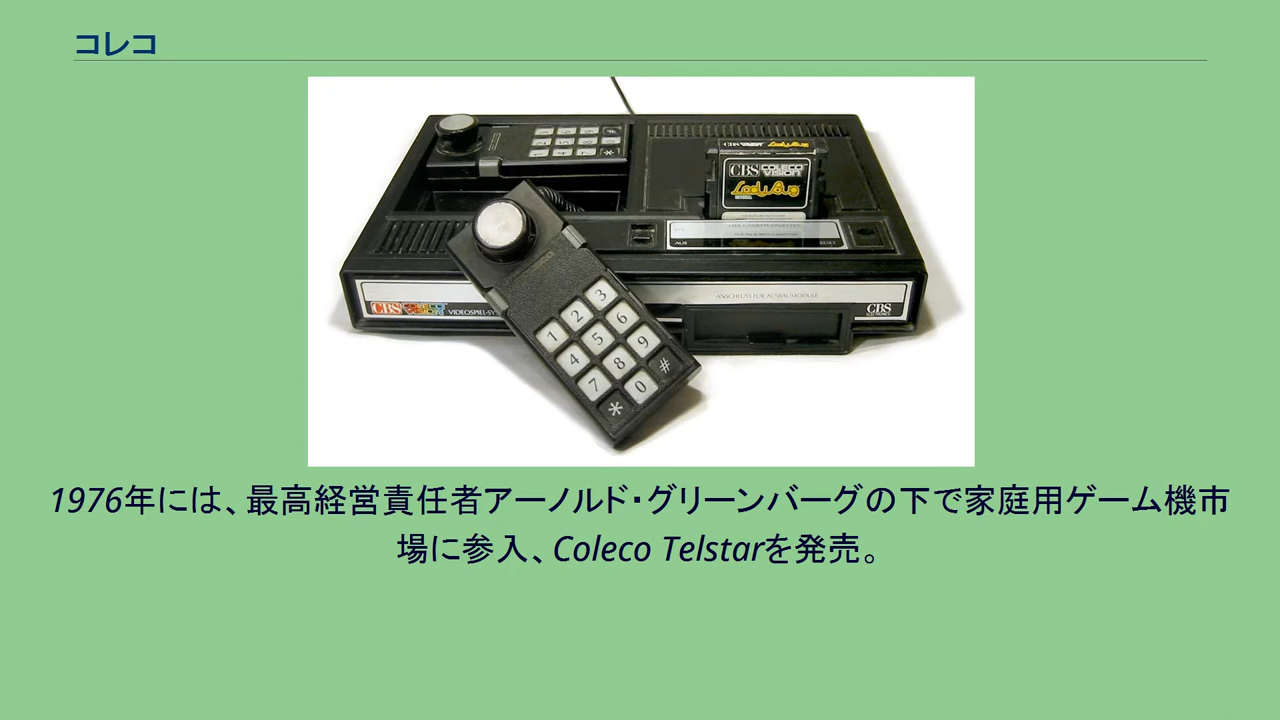 コレコ
CBS COLECO VISION
Lady Bug
CBS COLECO VISION VIDEOSPIEL-SY
ANSCHLUSS FÜR AUSBAUMODULE
CBS ELECTRONICS
AUS
RESET
1 2 3
4 5 6
7 8 9
* 0 #
1976年には、最高経営責任者アーノルド・グリーンバーグの下で家庭用ゲーム機市
場に参入、Coleco Telstarを発売。